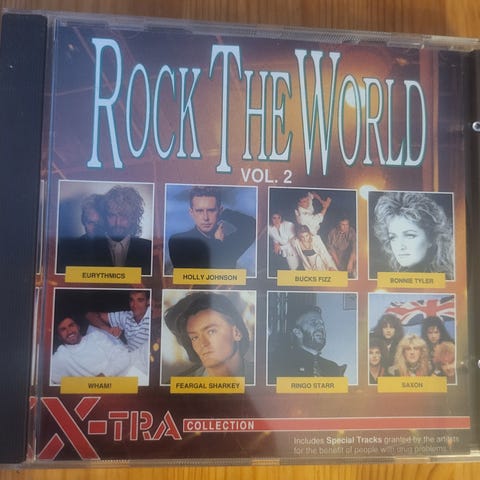 ROCK THE WORLD
VOL. 2
EURYTHMICS
HOLLY JOHNSON
BUCKS FIZZ
BONNIE TYLER
WHAM!
FEARGAL SHARKEY
RINGO STARR
SAXON
X-TRA COLLECTION
Includes Special Tracks granted by the artists
for the benefit of people with drug problems